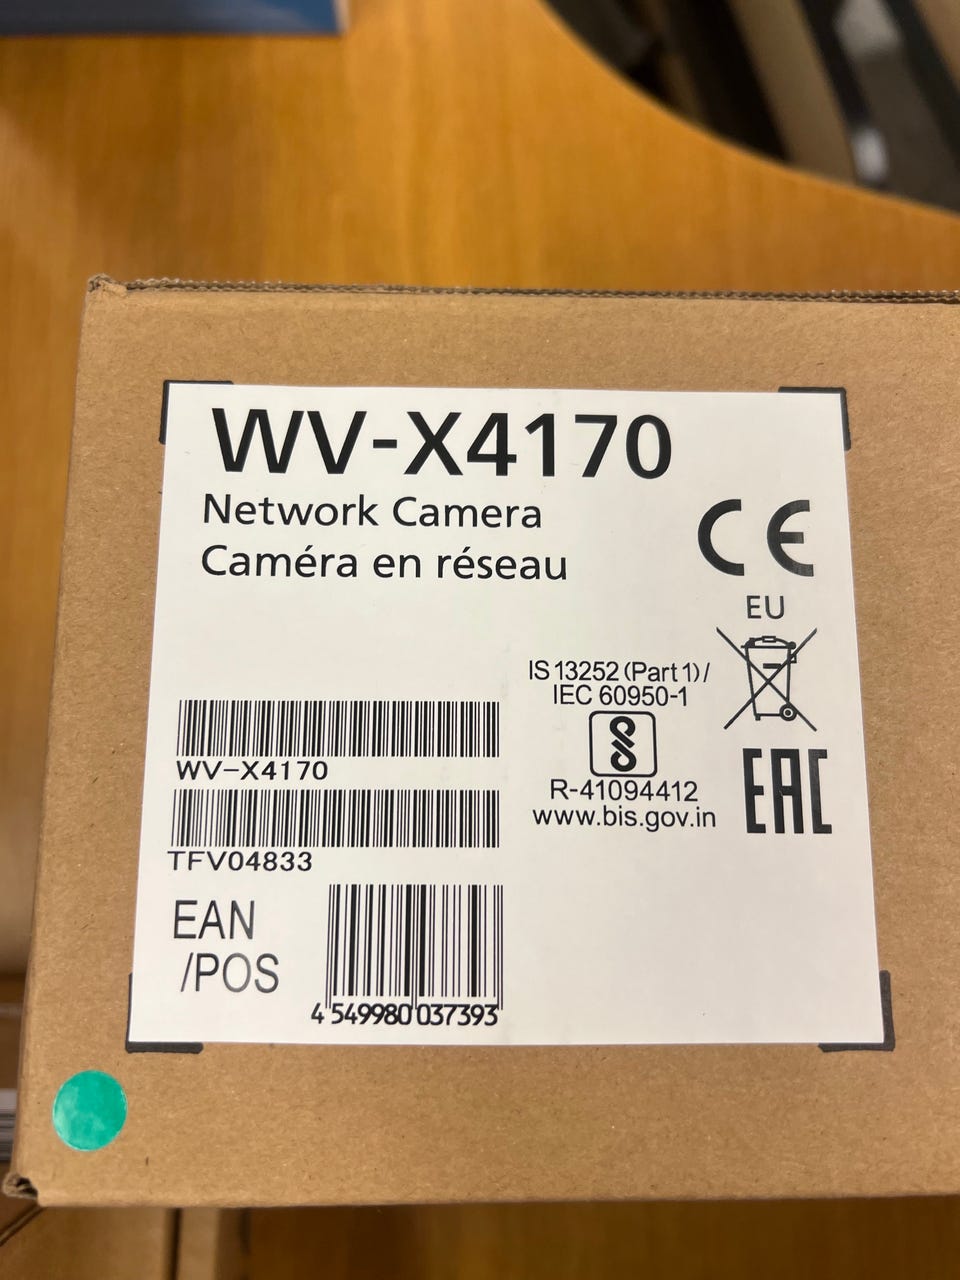 WV-X4170
Network Camera
Caméra en réseau
CE
EU
IS 13252 (Part 1) /
IEC 60950-1
R-41094412
www.bis.gov.in
EAC
WV-X4170
TFV04833
EAN
/POS
4 549980 037393